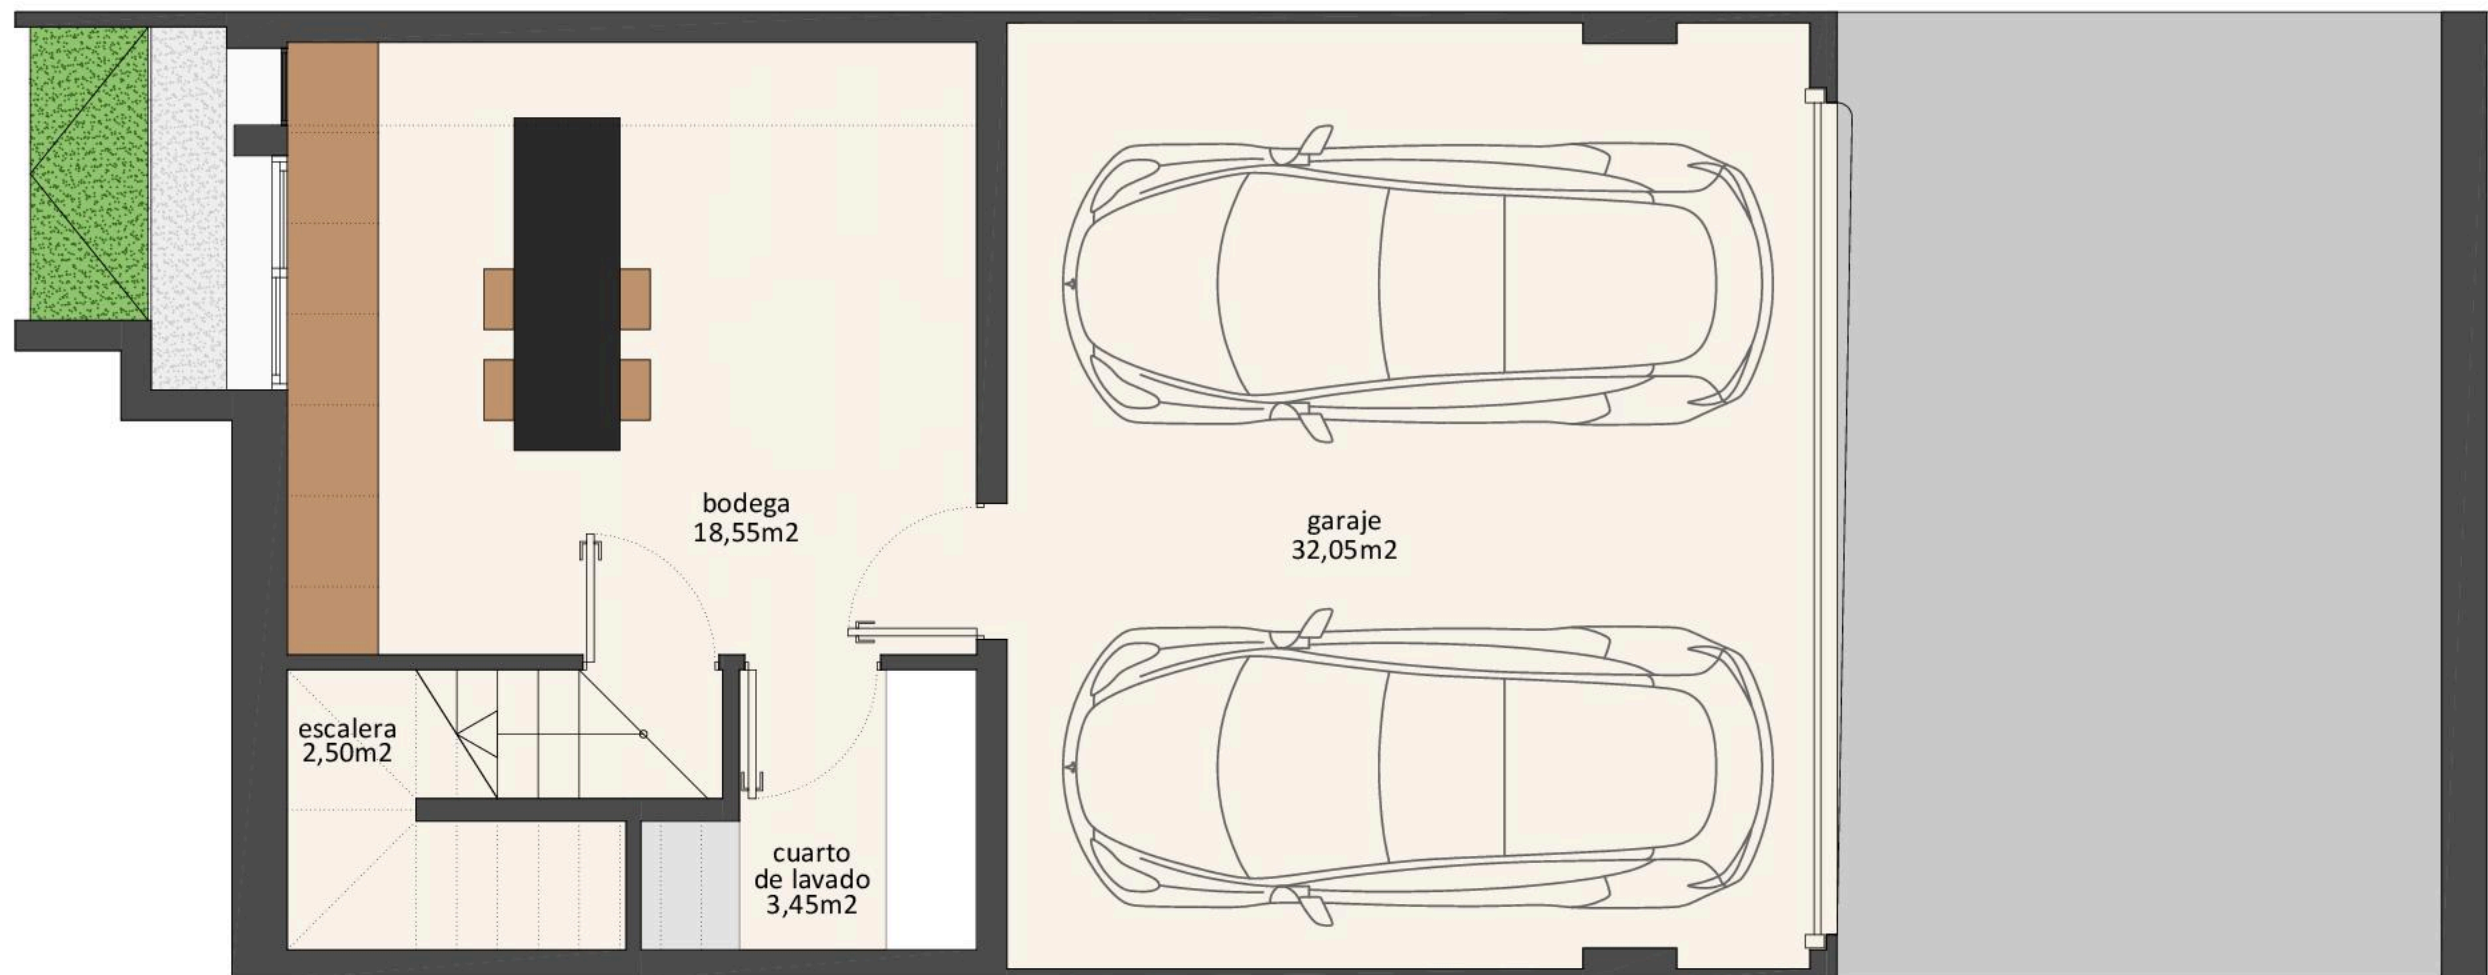 bodega
18,55m2
garaje
32,05m2
escalera
2,50m2
cuarto
de lavado
3,45m2